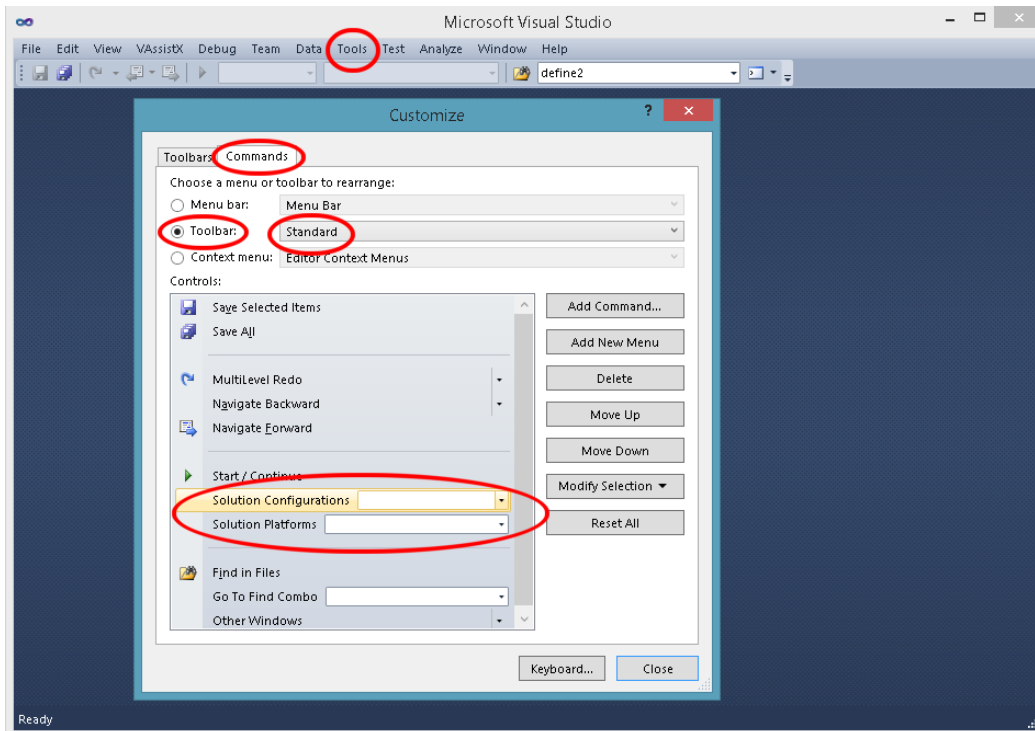 Microsoft Visual Studio
File Edit View VAssistX Debug Team Data Tools Test Analyze Window Help
define2
Customize
Toolbars Commands
Choose a menu or toolbar to rearrange:
Menu bar: Menu Bar
Toolbar: Standard
Context menu: Editor Context Menus
Controls:
Save Selected Items
Add Command...
Save All
Add New Menu
MultiLevel Redo
Delete
Navigate Backward
Move Up
Navigate Forward
Move Down
Start / Continue
Modify Selection
Solution Configurations
Solution Platforms
Reset All
Find in Files
Go To Find Combo
Other Windows
Keyboard... Close
Ready